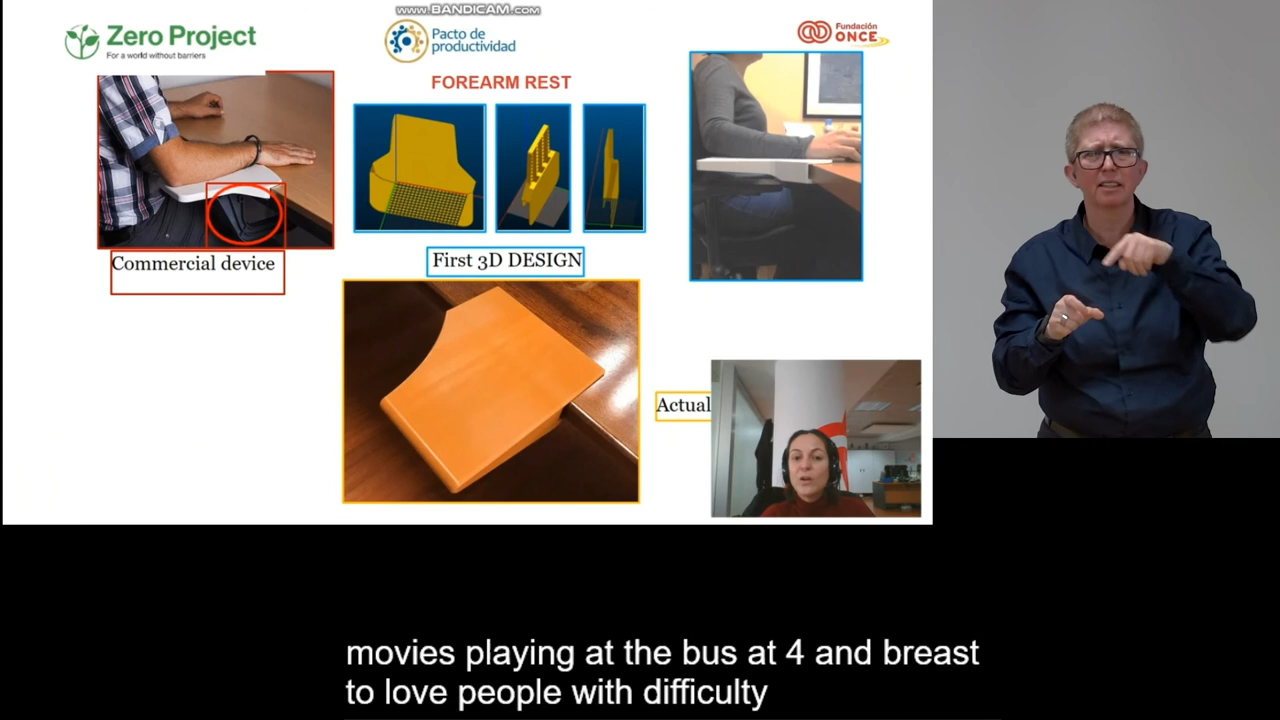 www.BANDICAM.com
Zero Project
For a world without barriers
Pacto de
productividad
Fundación
ONCE
FOREARM REST
Commercial device
First 3D DESIGN
Actual
movies playing at the bus at 4 and breast
to love people with difficulty